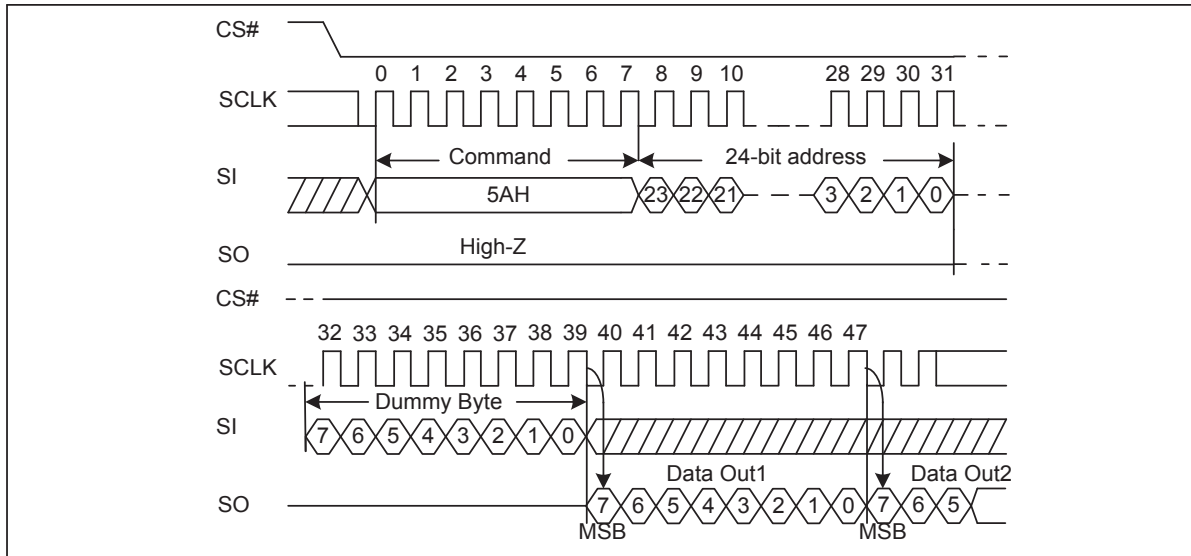 CS#
0 1 2 3 4 5 6 7 8 9 10 28 29 30 31
SCLK
Command 24-bit address
SI
5AH 23 22 21 3 2 1 0
High-Z
SO
CS#
32 33 34 35 36 37 38 39 40 41 42 43 44 45 46 47
SCLK
Dummy Byte
SI
7 6 5 4 3 2 1 0
Data Out1 Data Out2
SO
7 6 5 4 3 2 1 0 7 6 5
MSB MSB